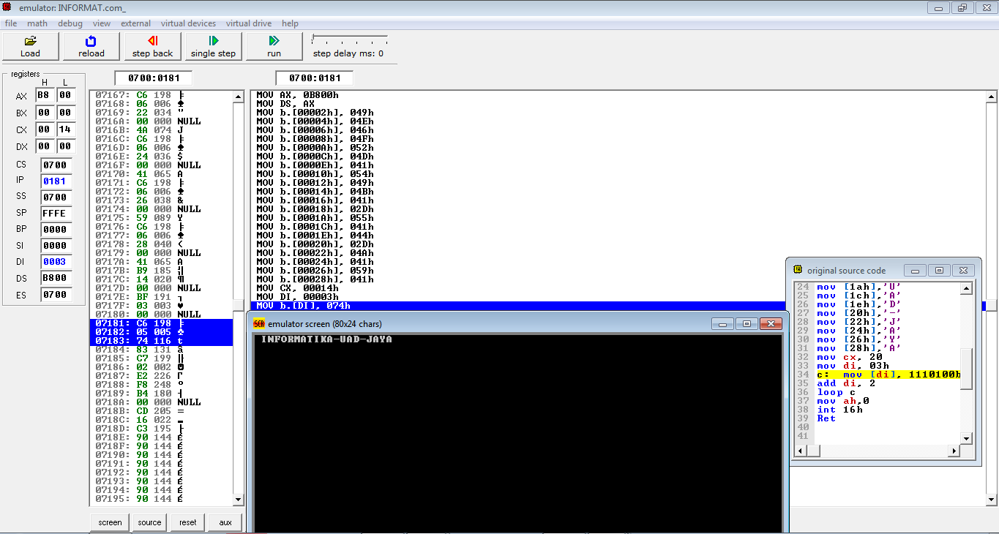 emulator: INFORMAT.com_
file math debug view external virtual devices virtual drive help
Load reload step back single step run step delay ms: 0
registers
H L
AX B8 00
BX 00 00
CX 00 14
DX 00 00
CS 0700
IP 0181
SS 0700
SP FFFE
BP 0000
SI 0000
DI 0003
DS B800
ES 0700
0700:0181
07167: C6 198 ╞
07168: 06 006 ♠
07169: 22 034 "
0716A: 00 000 NULL
0716B: 4A 074 J
0716C: C6 198 ╞
0716D: 06 006 ♠
0716E: 24 036 $
0716F: 00 000 NULL
07170: 41 065 A
07171: C6 198 ╞
07172: 06 006 ♠
07173: 26 038 &
07174: 00 000 NULL
07175: 59 089 Y
07176: C6 198 ╞
07177: 06 006 ♠
07178: 28 040 (
07179: 00 000 NULL
0717A: 41 065 A
0717B: B9 185 ╣
0717C: 14 020 ¶
0717D: 00 000 NULL
0717E: BF 191 ┐
0717F: 03 003 ♥
07180: 00 000 NULL
07181: C6 198 ╞
07182: 05 005 ♣
07183: 74 116 t
07184: 83 131 â
07185: C7 199 ╟
07186: 02 002 ☻
07187: E2 226 Γ
07188: F8 248 °
07189: B4 180 ┤
0718A: 00 000 NULL
0718B: CD 205 ═
0718C: 16 022 ▬
0718D: C3 195 ├
0718E: 90 144 É
0718F: 90 144 É
07190: 90 144 É
07191: 90 144 É
07192: 90 144 É
07193: 90 144 É
07194: 90 144 É
07195: 90 144 É
screen source reset aux
0700:0181
MOV AX, 0B800h
MOV DS, AX
MOV b.[00002h], 049h
MOV b.[00004h], 04Eh
MOV b.[00006h], 046h
MOV b.[00008h], 04Fh
MOV b.[0000Ah], 052h
MOV b.[0000Ch], 04Dh
MOV b.[0000Eh], 041h
MOV b.[00010h], 054h
MOV b.[00012h], 049h
MOV b.[00014h], 04Bh
MOV b.[00016h], 041h
MOV b.[00018h], 02Dh
MOV b.[0001Ah], 055h
MOV b.[0001Ch], 041h
MOV b.[0001Eh], 044h
MOV b.[00020h], 02Dh
MOV b.[00022h], 04Ah
MOV b.[00024h], 041h
MOV b.[00026h], 059h
MOV b.[00028h], 041h
MOV CX, 00014h
MOV DI, 00003h
MOV b.[DI], 074h
SCR emulator screen (80x24 chars)
INFORMATIKA-UAD-JAYA
original source code
24 mov [1ah],'U'
25 mov [1ch],'A'
26 mov [1eh],'D'
27 mov [20h],'-'
28 mov [22h],'J'
29 mov [24h],'A'
30 mov [26h],'Y'
31 mov [28h],'A'
32 mov cx, 20
33 mov di, 03h
34 c: mov [di], 1110100b
35 add di, 2
36 loop c
37 mov ah,0
38 int 16h
39 Ret
40
41